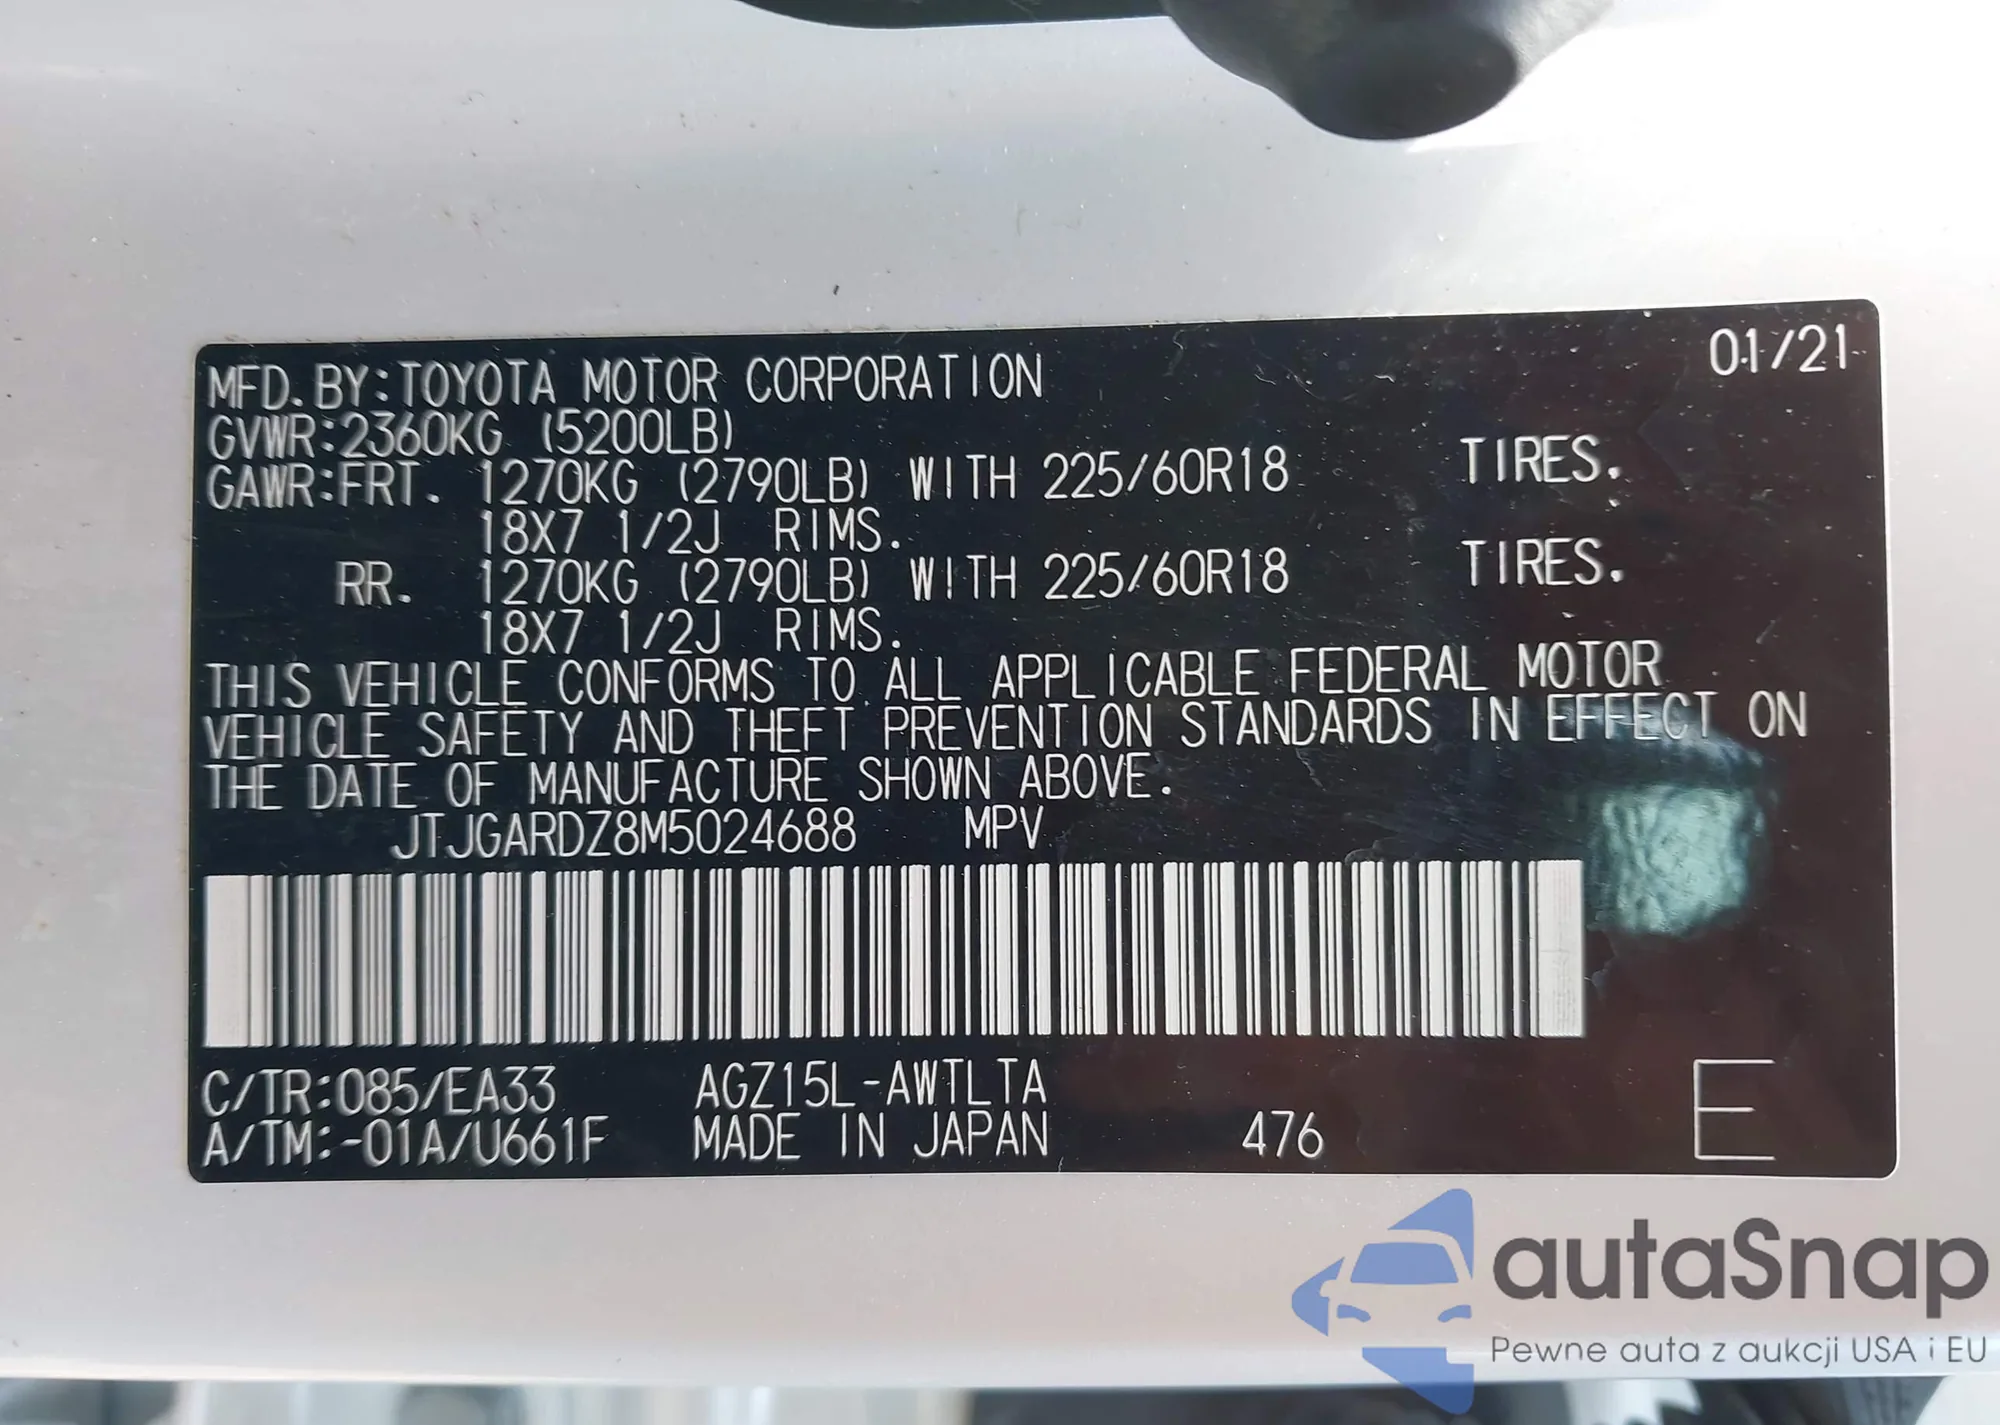 01/21
MFD. BY:TOYOTA MOTOR CORPORATION
GVWR:2360KG (5200LB)
GAWR:FRT. 1270KG (2790LB) WITH 225/60R18 TIRES.
18X7 1/2J RIMS.
RR. 1270KG (2790LB) WITH 225/60R18 TIRES.
18X7 1/2J RIMS.
THIS VEHICLE CONFORMS TO ALL APPLICABLE FEDERAL MOTOR
VEHICLE SAFETY AND THEFT PREVENTION STANDARDS IN EFFECT ON
THE DATE OF MANUFACTURE SHOWN ABOVE.
JTJGARDZ8M5024688 MPV
C/TR:085/EA33 AGZ15L-AWTLTA
A/TM:-01A/U661F MADE IN JAPAN 476 E
autaSnap
Pewne auta z aukcji USA i EU